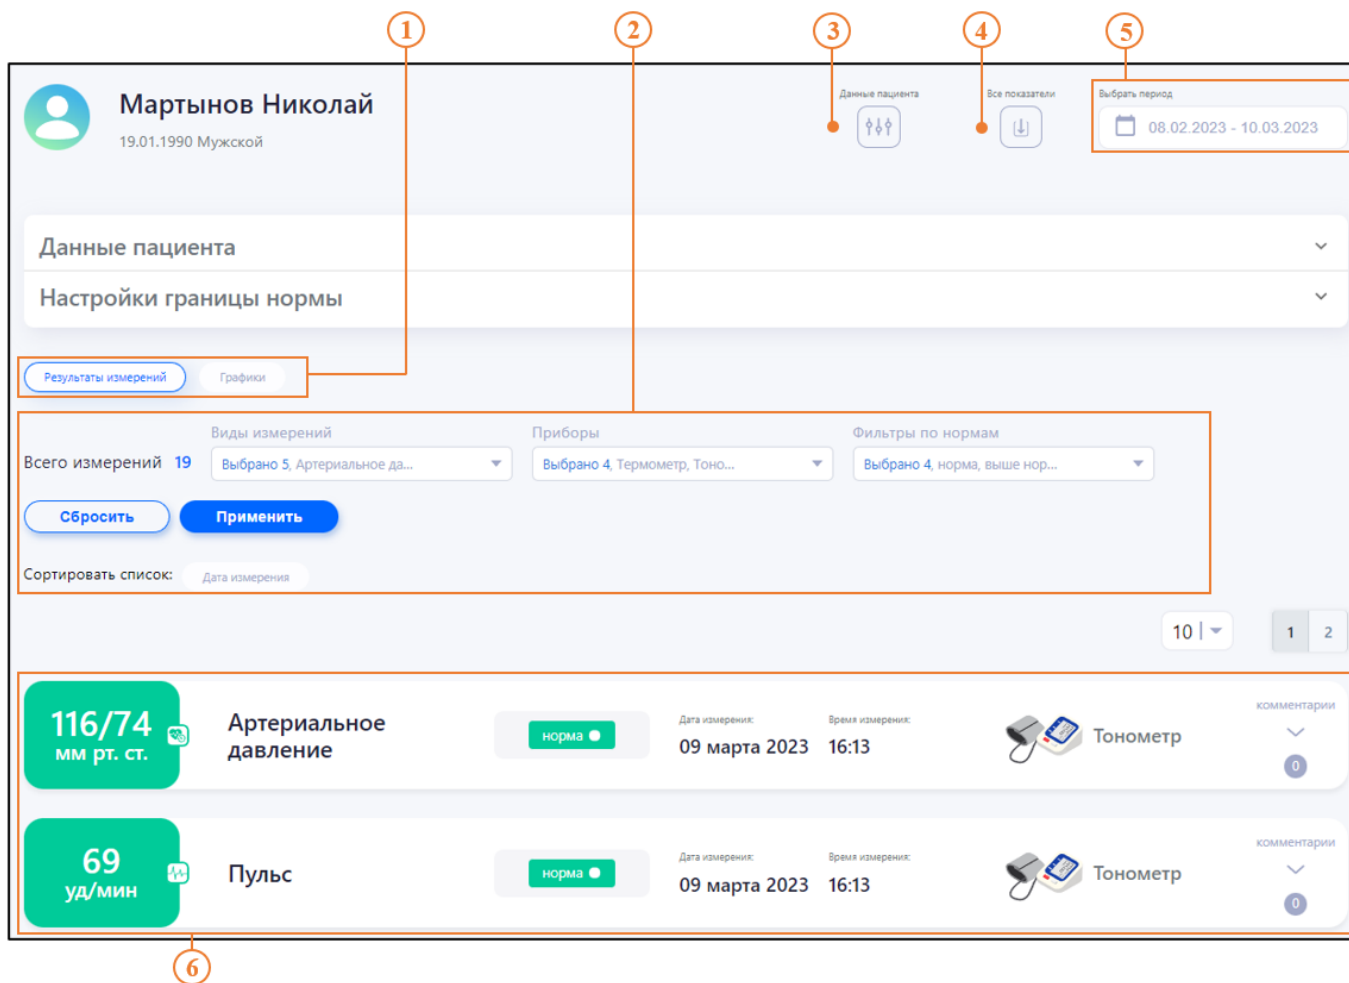 1 2 3 4 5
Мартынов Николай
19.01.1990 Мужской
Данные пациента
Все показатели
Выбрать период
08.02.2023 - 10.03.2023
Данные пациента
Настройки границы нормы
Результаты измерений Графики
Виды измерений Приборы Фильтры по нормам
Всего измерений 19 Выбрано 5, Артериальное да... Выбрано 4, Термометр, Тоно... Выбрано 4, норма, выше нор...
Сбросить Применить
Сортировать список: Дата измерения
10 1 2
116/74
мм рт. ст.
Артериальное
давление
норма
Дата измерения:
09 марта 2023
Время измерения:
16:13
Тонометр
комментарии
0
69
уд/мин
Пульс
норма
Дата измерения:
09 марта 2023
Время измерения:
16:13
Тонометр
комментарии
0
6